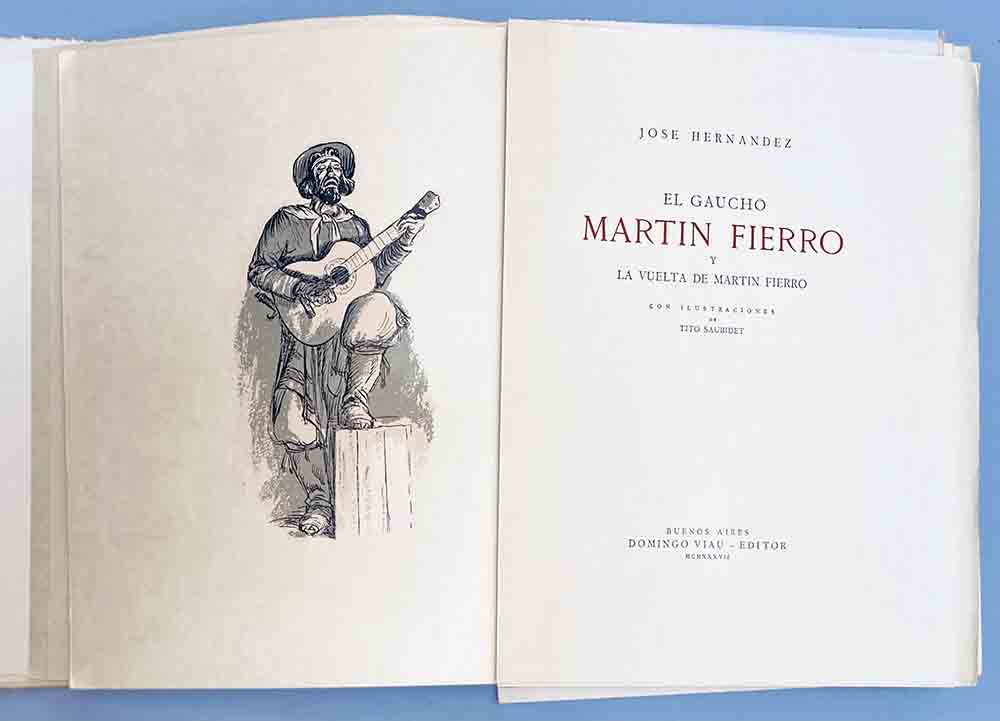 JOSE HERNANDEZ
EL GAUCHO
MARTIN FIERRO
Y
LA VUELTA DE MARTIN FIERRO
CON ILUSTRACIONES
DE
TITO SAUBIDET
BUENOS AIRES
DOMINGO VIAU - EDITOR
MCMXXXVII